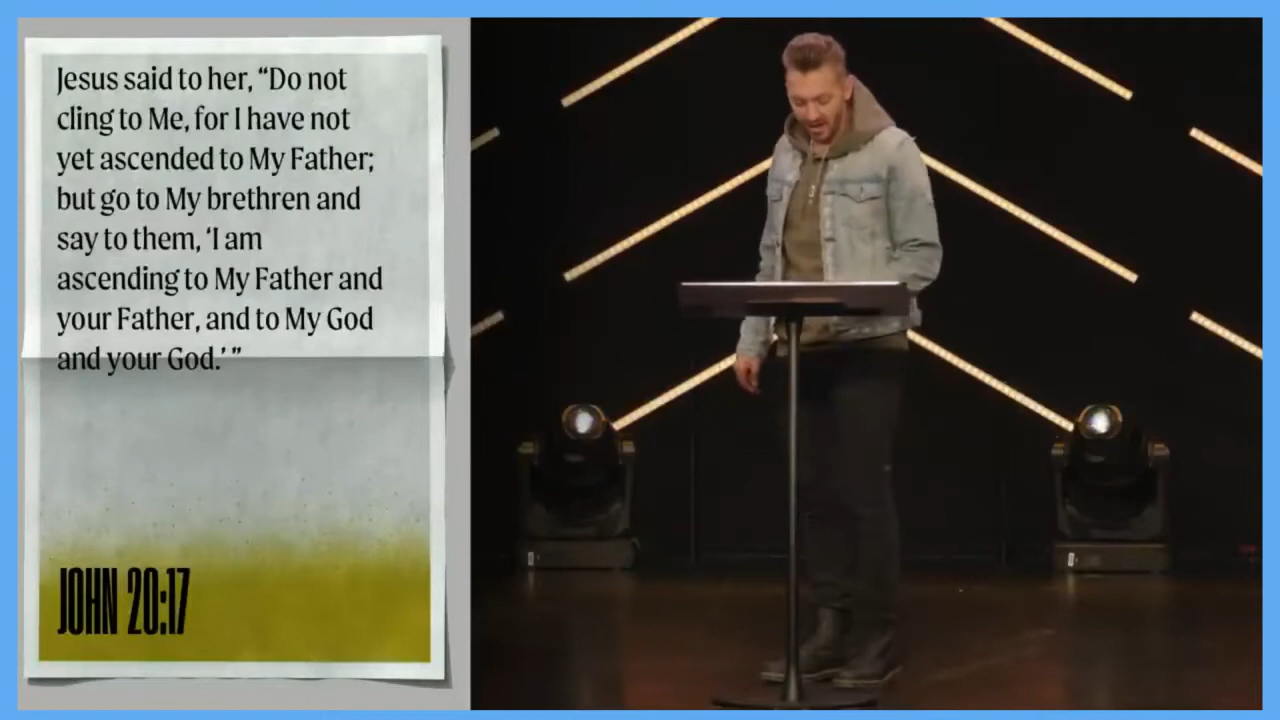 Jesus said to her, “Do not
cling to Me, for I have not
yet ascended to My Father;
but go to My brethren and
say to them, ‘I am
ascending to My Father and
your Father, and to My God
and your God.’ ”
JOHN 20:17